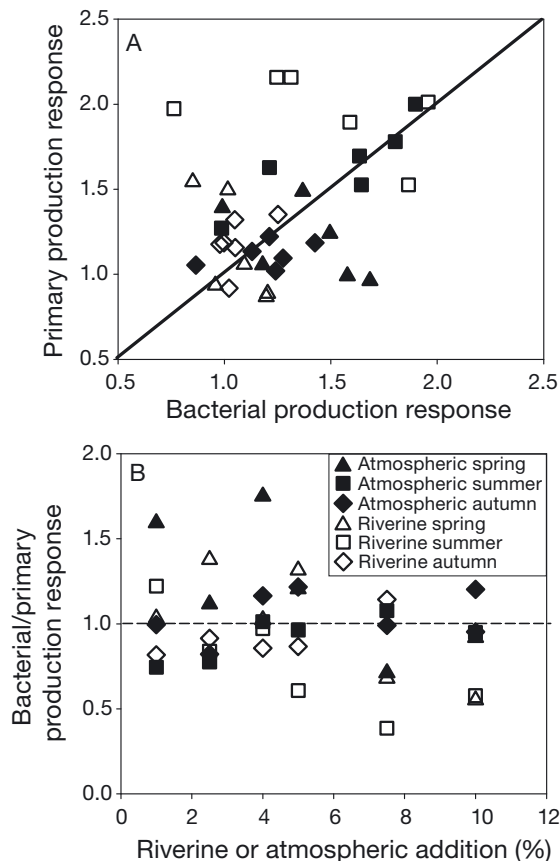 A
2.5
2.0
1.5
1.0
0.5
Primary production response
0.5 1.0 1.5 2.0 2.5
Bacterial production response
B
2.0
1.5
1.0
0.5
0.0
Bacterial/primary
production response
Atmospheric spring
Atmospheric summer
Atmospheric autumn
Riverine spring
Riverine summer
Riverine autumn
0 2 4 6 8 10 12
Riverine or atmospheric addition (%)